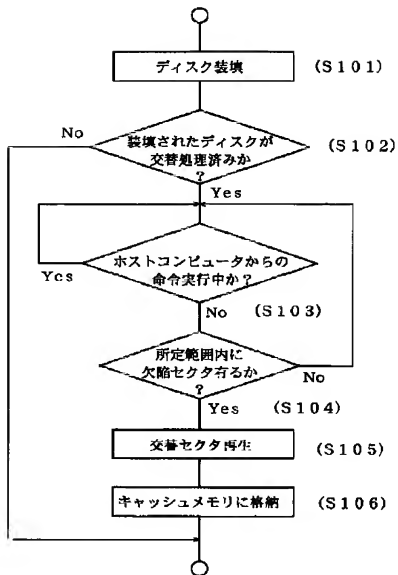 ディスク装填
(S101)
No
装填されたディスクが
交替処理済みか
?
(S102)
Yes
Yes
ホストコンピュータからの
命令実行中か?
No
(S103)
所定範囲内に
欠陥セクタ有るか
?
No
Yes
(S104)
交替セクタ再生
(S105)
キャッシュメモリに格納
(S106)